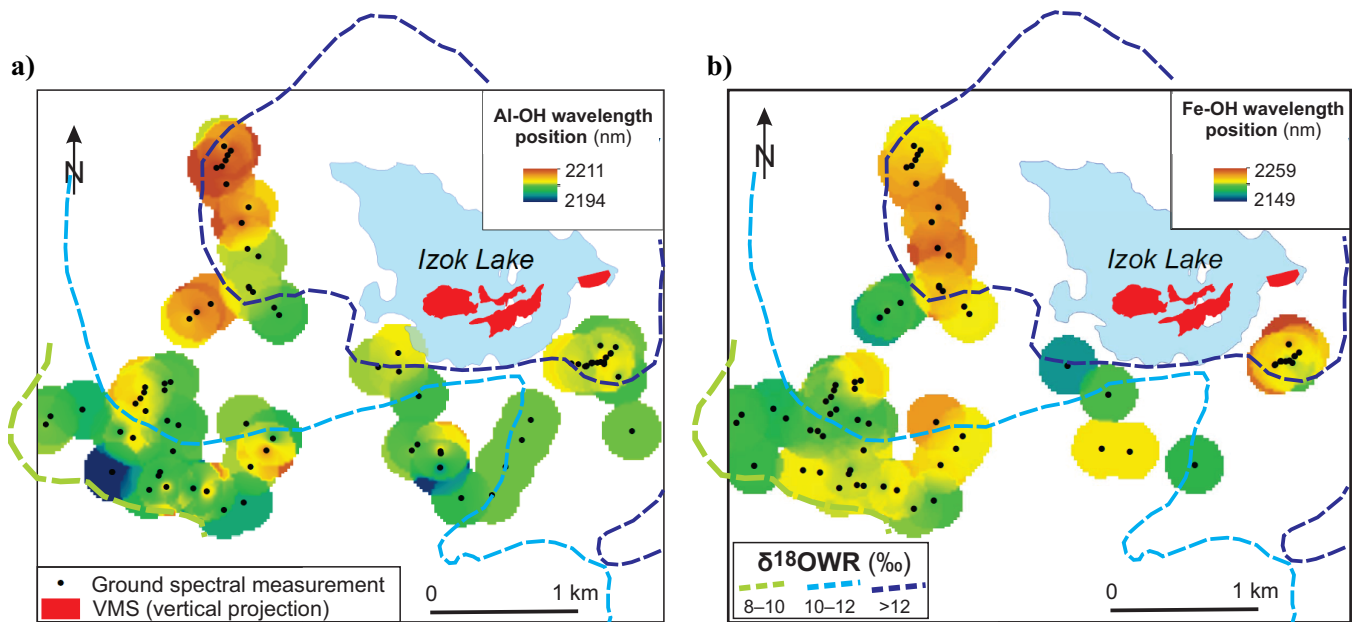 a)
Al-OH wavelength
position (nm)
2211
2194
N
Izok Lake
Ground spectral measurement
VMS (vertical projection)
0 1 km
b)
Fe-OH wavelength
position (nm)
2259
2149
N
Izok Lake
δ18OWR (‰)
8–10 10–12 >12
0 1 km